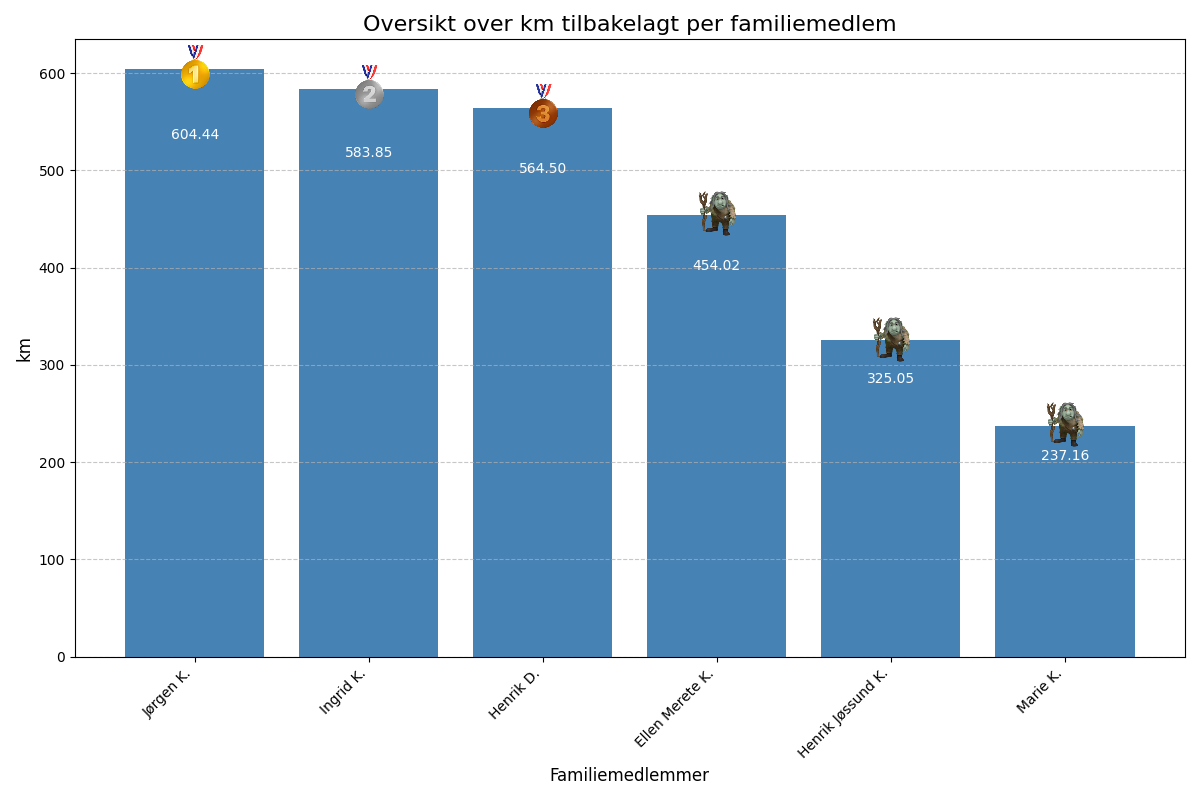 Oversikt over km tilbakelagt per familiemedlem
km
600
500
400
300
200
100
0
1
2
3
604.44
583.85
564.50
454.02
325.05
237.16
Jørgen K.
Ingrid K.
Henrik D.
Ellen Merete K.
Henrik Jøssund K.
Marie K.
Familiemedlemmer